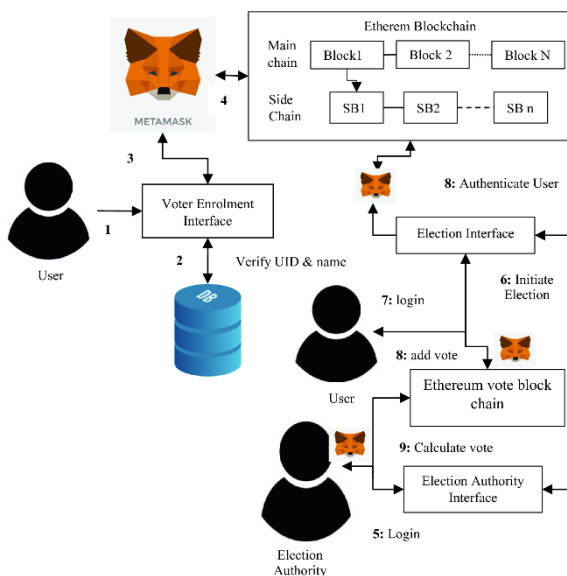 Etherem Blockchain
Main
chain
Block1
Block 2
Block N
Side
Chain
SB1
SB2
SB n
METAMASK
4
3
8: Authenticate User
Voter Enrolment
Interface
1
User
2
Verify UID & name
DB
Election Interface
6: Initiate
Election
7: login
8: add vote
User
Ethereum vote block
chain
9: Calculate vote
Election Authority
Interface
5: Login
Election
Authority